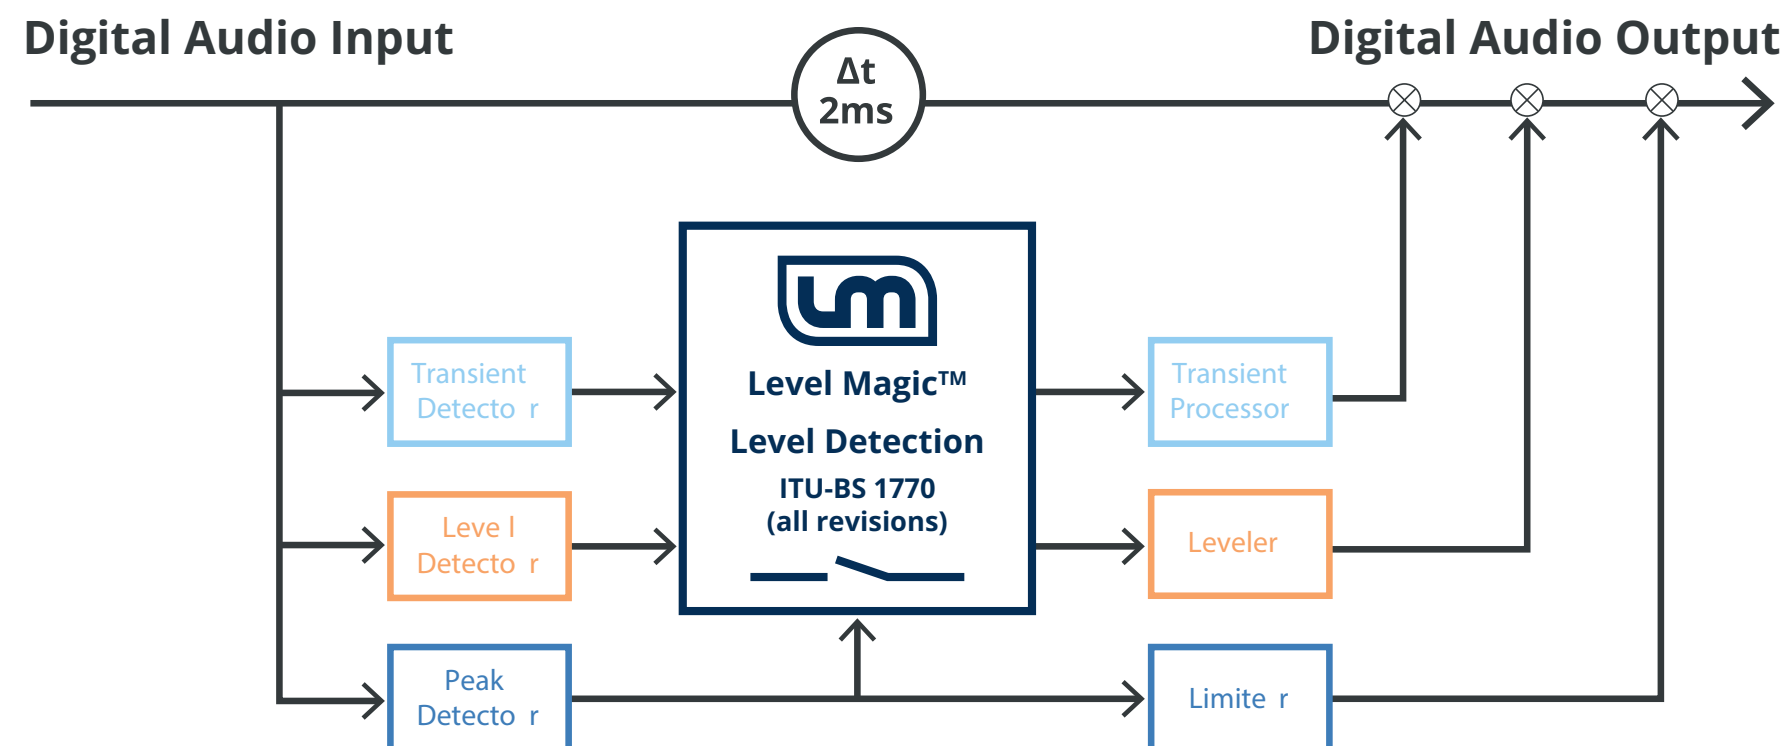 Digital Audio Input
Digital Audio Output
Δt
2ms
lm
Level Magic™
Level Detection
ITU-BS 1770
(all revisions)
Transient
Detecto r
Transient
Processor
Leve l
Detecto r
Leveler
Peak
Detecto r
Limite r